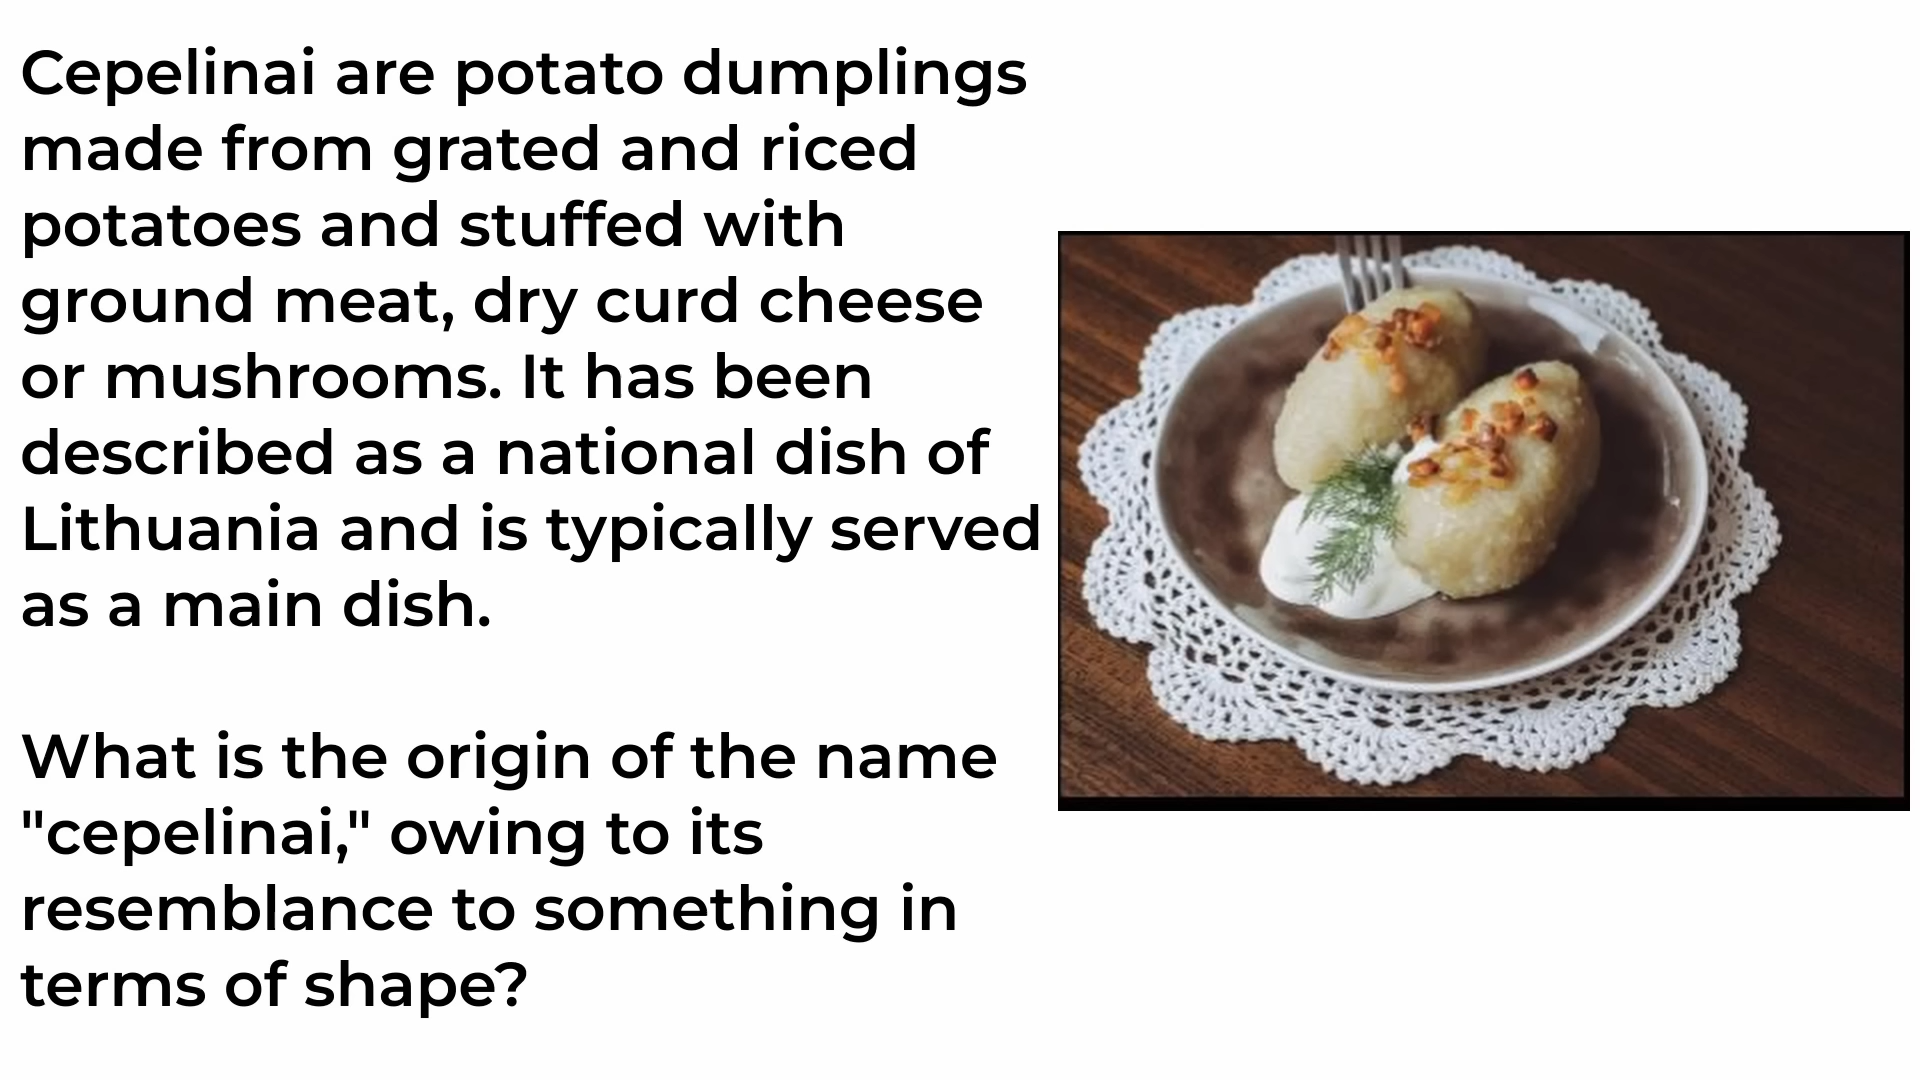 Cepelinai are potato dumplings
made from grated and riced
potatoes and stuffed with
ground meat, dry curd cheese
or mushrooms. It has been
described as a national dish of
Lithuania and is typically served
as a main dish.
What is the origin of the name
"cepelinai," owing to its
resemblance to something in
terms of shape?